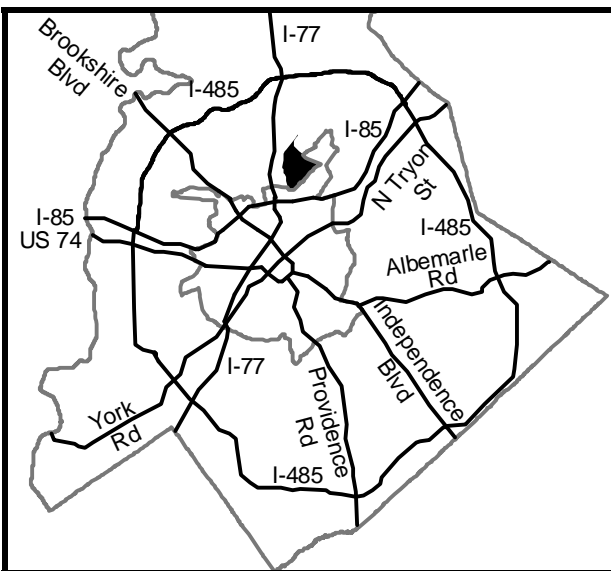 I-77
Brookshire
Blvd
I-485
I-85
N Tryon
St
I-85
US 74
I-485
Albemarle
Rd
Independence
Blvd
I-77
Providence
Rd
York
Rd
I-485